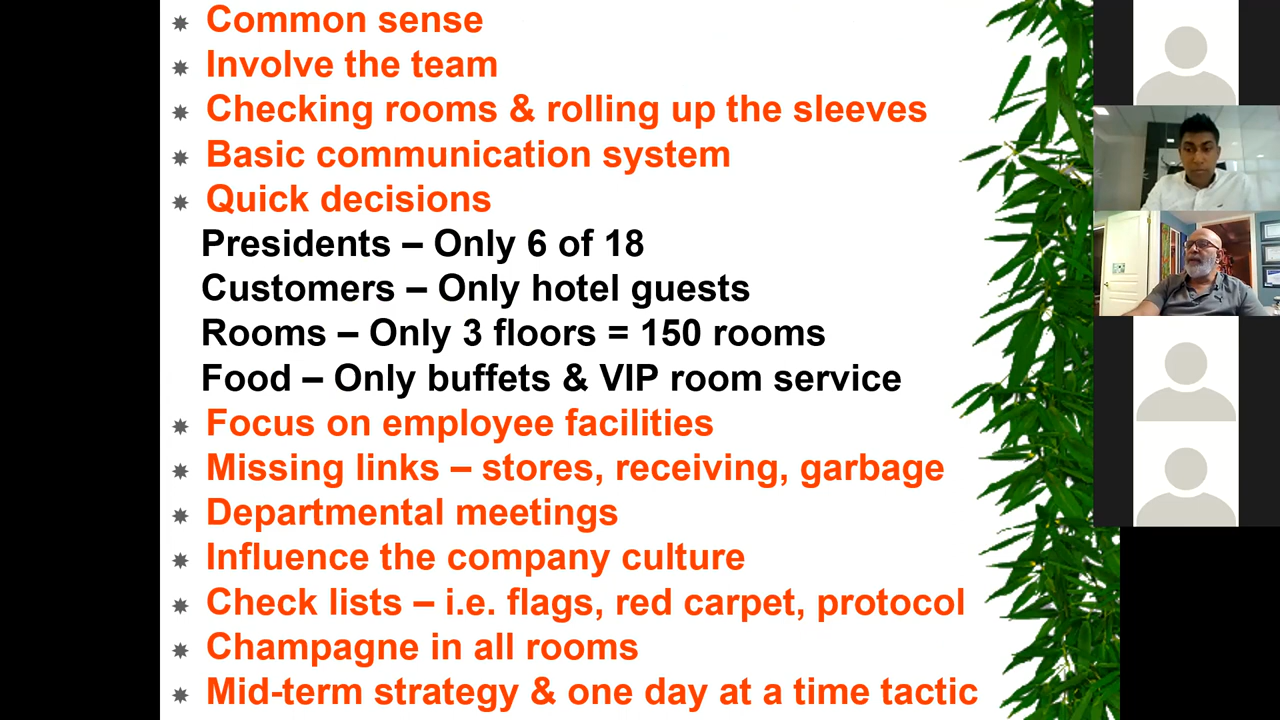 Common sense
Involve the team
Checking rooms & rolling up the sleeves
Basic communication system
Quick decisions
Presidents – Only 6 of 18
Customers – Only hotel guests
Rooms – Only 3 floors = 150 rooms
Food – Only buffets & VIP room service
Focus on employee facilities
Missing links – stores, receiving, garbage
Departmental meetings
Influence the company culture
Check lists – i.e. flags, red carpet, protocol
Champagne in all rooms
Mid-term strategy & one day at a time tactic